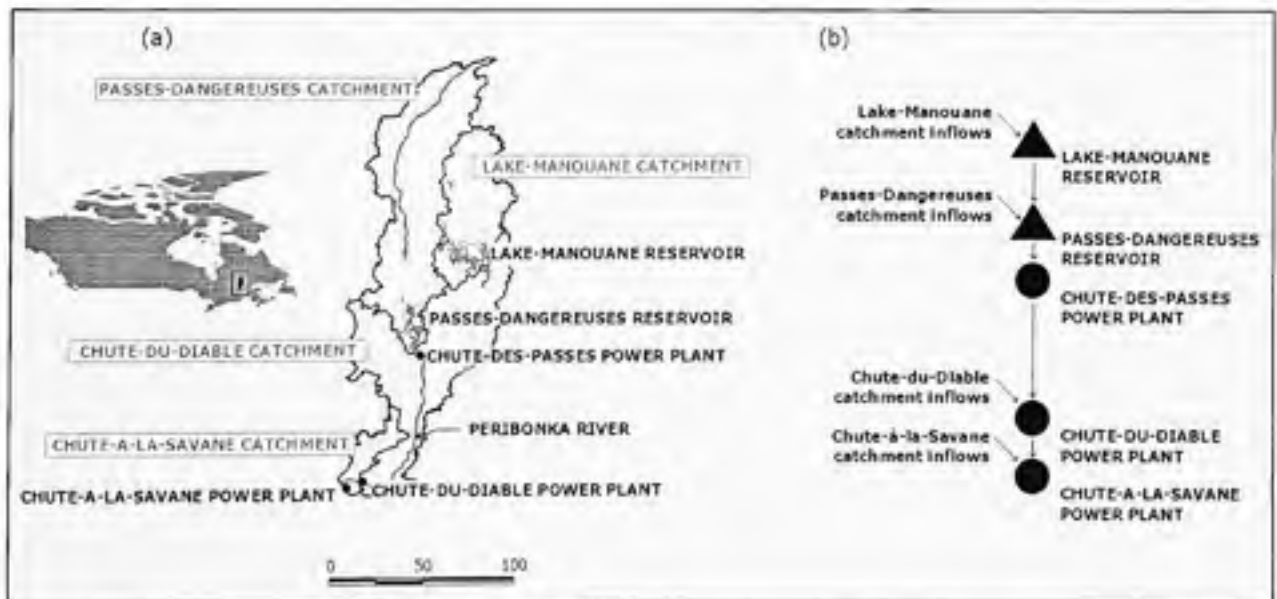 (a)
PASSES-DANGEREUSES CATCHMENT
LAKE-MANOUANE CATCHMENT
LAKE-MANOUANE RESERVOIR
PASSES-DANGEREUSES RESERVOIR
CHUTE-DU-DIABLE CATCHMENT
CHUTE-DES-PASSES POWER PLANT
PERIBONKA RIVER
CHUTE-A-LA-SAVANE CATCHMENT
CHUTE-A-LA-SAVANE POWER PLANT
CHUTE-DU-DIABLE POWER PLANT
0 50 100
(b)
Lake-Manouane
catchment inflows
LAKE-MANOUANE
RESERVOIR
Passes-Dangereuses
catchment inflows
PASSES-DANGEREUSES
RESERVOIR
CHUTE-DES-PASSES
POWER PLANT
Chute-du-Diable
catchment inflows
CHUTE-DU-DIABLE
POWER PLANT
Chute-à-la-Savane
catchment inflows
CHUTE-A-LA-SAVANE
POWER PLANT